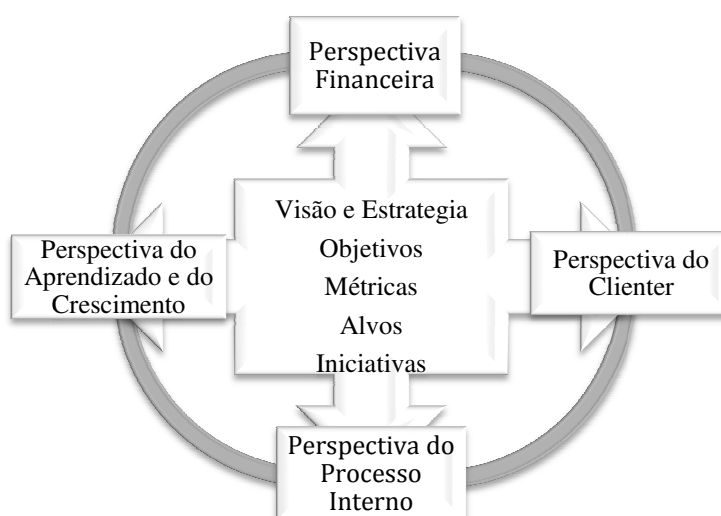 Perspectiva
Financeira
Visão e Estrategia
Objetivos
Métricas
Alvos
Iniciativas
Perspectiva do
Aprendizado e do
Crescimento
Perspectiva do
Clienter
Perspectiva do
Processo
Interno